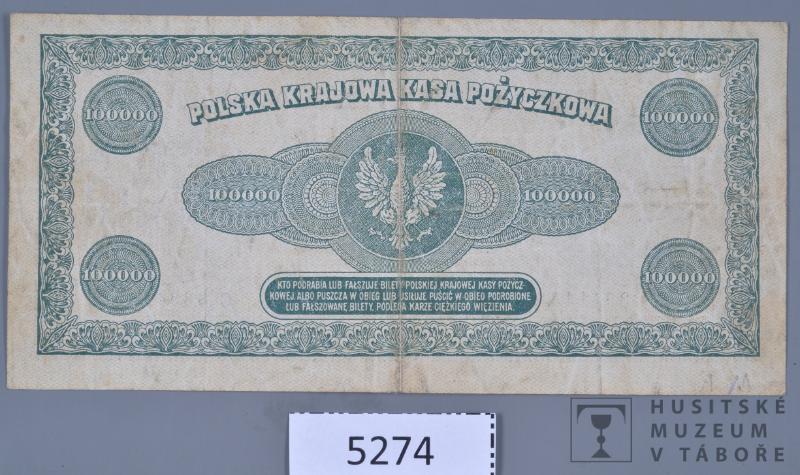 POLSKA KRAJOWA KASA POŻYCZKOWA
100000
100000
100000
100000
100000
100000
KTO PODRABIA LUB FAŁSZUJE BILETY POLSKIEJ KRAJOWEJ KASY POŻYCZ-
KOWEJ ALBO PUSZCZA W OBIEG LUB USIŁUJE PUŚCIĆ W OBIEG PODROBIONE
LUB FAŁSZOWANE BILETY, PODLEGA KARZE CIĘŻKIEGO WIĘZIENIA.
5274
HUSITSKÉ
MUZEUM
V TÁBOŘE